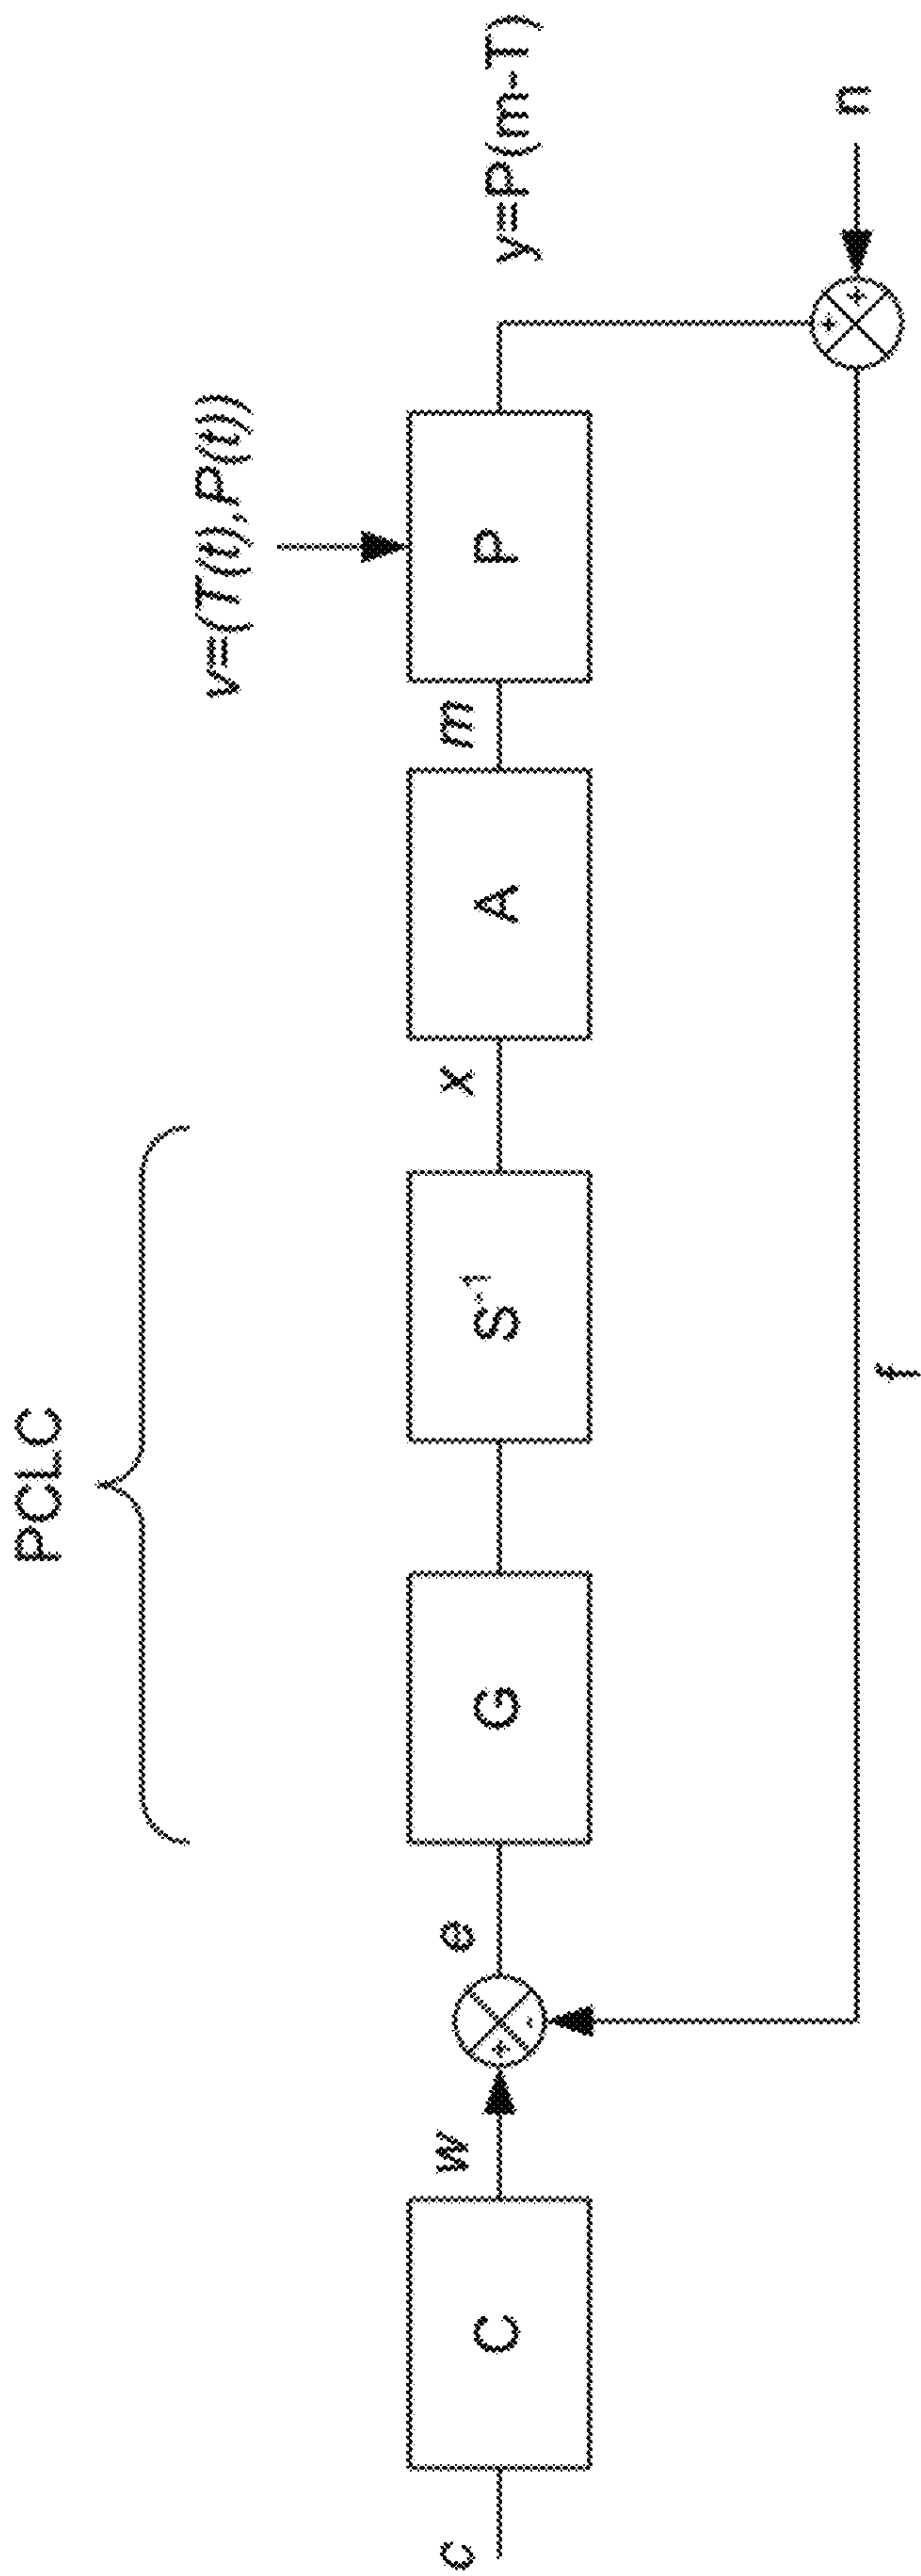 PCLC
v=(T(t),P(t))
y=P(m-T)
c
C
w
+
-
e
G
S⁻¹
x
A
m
P
+
+
n
f